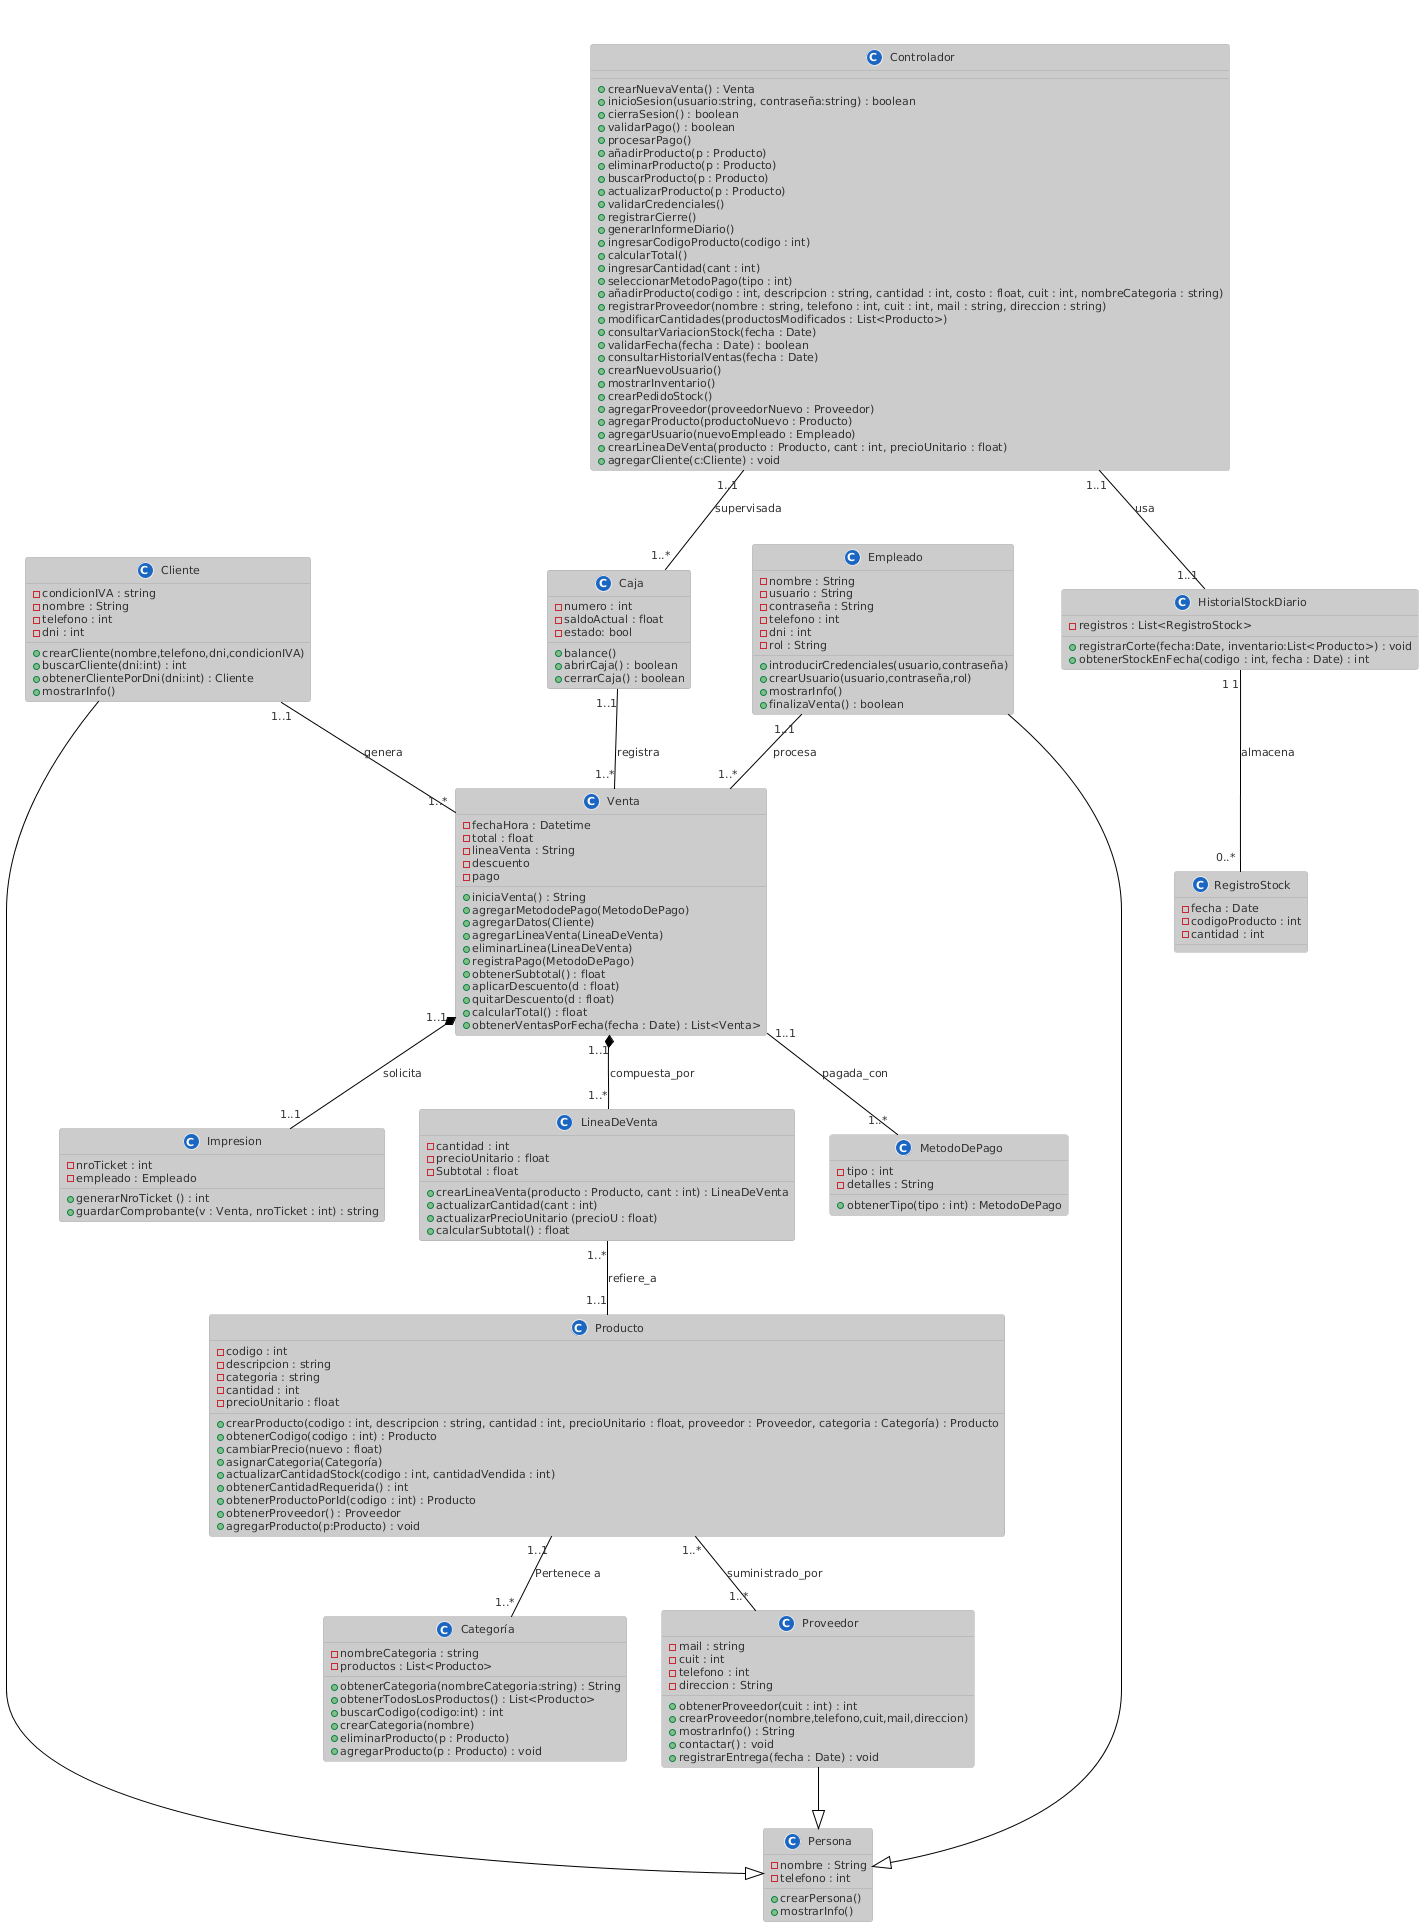 C Controlador
crearNuevaVenta() : Venta
inicioSesion(usuario:string, contraseña:string) : boolean
cierraSesion() : boolean
validarPago() : boolean
procesarPago()
añadirProducto(p : Producto)
eliminarProducto(p : Producto)
buscarProducto(p : Producto)
actualizarProducto(p : Producto)
validarCredenciales()
registrarCierre()
generarInformeDiario()
ingresarCodigoProducto(codigo : int)
calcularTotal()
ingresarCantidad(cant : int)
seleccionarMetodoPago(tipo : int)
añadirProducto(codigo : int, descripcion : string, cantidad : int, costo : float, cuit : int, nombreCategoria : string)
registrarProveedor(nombre : string, telefono : int, cuit : int, mail : string, direccion : string)
modificarCantidades(productosModificados : List<Producto>)
consultarVariacionStock(fecha : Date)
validarFecha(fecha : Date) : boolean
consultarHistorialVentas(fecha : Date)
crearNuevoUsuario()
mostrarInventario()
crearPedidoStock()
agregarProveedor(proveedorNuevo : Proveedor)
agregarProducto(productoNuevo : Producto)
agregarUsuario(nuevoEmpleado : Empleado)
crearLineaDeVenta(producto : Producto, cant : int, precioUnitario : float)
agregarCliente(c:Cliente) : void
1..1
supervisada
1..*
1..1
usa
1..1
C Cliente
condicionIVA : string
nombre : String
telefono : int
dni : int
crearCliente(nombre,telefono,dni,condicionIVA)
buscarCliente(dni:int) : int
obtenerClientePorDni(dni:int) : Cliente
mostrarInfo()
C Caja
numero : int
saldoActual : float
estado: bool
balance()
abrirCaja() : boolean
cerrarCaja() : boolean
C Empleado
nombre : String
usuario : String
contraseña : String
telefono : int
dni : int
rol : String
introducirCredenciales(usuario,contraseña)
crearUsuario(usuario,contraseña,rol)
mostrarInfo()
finalizaVenta() : boolean
C HistorialStockDiario
registros : List<RegistroStock>
registrarCorte(fecha:Date, inventario:List<Producto>) : void
obtenerStockEnFecha(codigo : int, fecha : Date) : int
1..1
genera
1..*
1..1
registra
1..*
1..1
procesa
1..*
1 1
almacena
0..*
C Venta
fechaHora : Datetime
total : float
lineaVenta : String
descuento
pago
iniciaVenta() : String
agregarMetododePago(MetodoDePago)
agregarDatos(Cliente)
agregarLineaVenta(LineaDeVenta)
eliminarLinea(LineaDeVenta)
registraPago(MetodoDePago)
obtenerSubtotal() : float
aplicarDescuento(d : float)
quitarDescuento(d : float)
calcularTotal() : float
obtenerVentasPorFecha(fecha : Date) : List<Venta>
C RegistroStock
fecha : Date
codigoProducto : int
cantidad : int
1..1
solicita
1..1
1..1
compuesta_por
1..*
1..1
pagada_con
1..*
C Impresion
nroTicket : int
empleado : Empleado
generarNroTicket () : int
guardarComprobante(v : Venta, nroTicket : int) : string
C LineaDeVenta
cantidad : int
precioUnitario : float
Subtotal : float
crearLineaVenta(producto : Producto, cant : int) : LineaDeVenta
actualizarCantidad(cant : int)
actualizarPrecioUnitario (precioU : float)
calcularSubtotal() : float
C MetodoDePago
tipo : int
detalles : String
obtenerTipo(tipo : int) : MetodoDePago
1..*
refiere_a
1..1
C Producto
codigo : int
descripcion : string
categoria : string
cantidad : int
precioUnitario : float
crearProducto(codigo : int, descripcion : string, cantidad : int, precioUnitario : float, proveedor : Proveedor, categoria : Categoría) : Producto
obtenerCodigo(codigo : int) : Producto
cambiarPrecio(nuevo : float)
asignarCategoria(Categoría)
actualizarCantidadStock(codigo : int, cantidadVendida : int)
obtenerCantidadRequerida() : int
obtenerProductoPorId(codigo : int) : Producto
obtenerProveedor() : Proveedor
agregarProducto(p:Producto) : void
1..1
Pertenece a
1..*
1..*
suministrado_por
1..*
C Categoría
nombreCategoria : string
productos : List<Producto>
obtenerCategoria(nombreCategoria:string) : String
obtenerTodosLosProductos() : List<Producto>
buscarCodigo(codigo:int) : int
crearCategoria(nombre)
eliminarProducto(p : Producto)
agregarProducto(p : Producto) : void
C Proveedor
mail : string
cuit : int
telefono : int
direccion : String
obtenerProveedor(cuit : int) : int
crearProveedor(nombre,telefono,cuit,mail,direccion)
mostrarInfo() : String
contactar() : void
registrarEntrega(fecha : Date) : void
C Persona
nombre : String
telefono : int
crearPersona()
mostrarInfo()